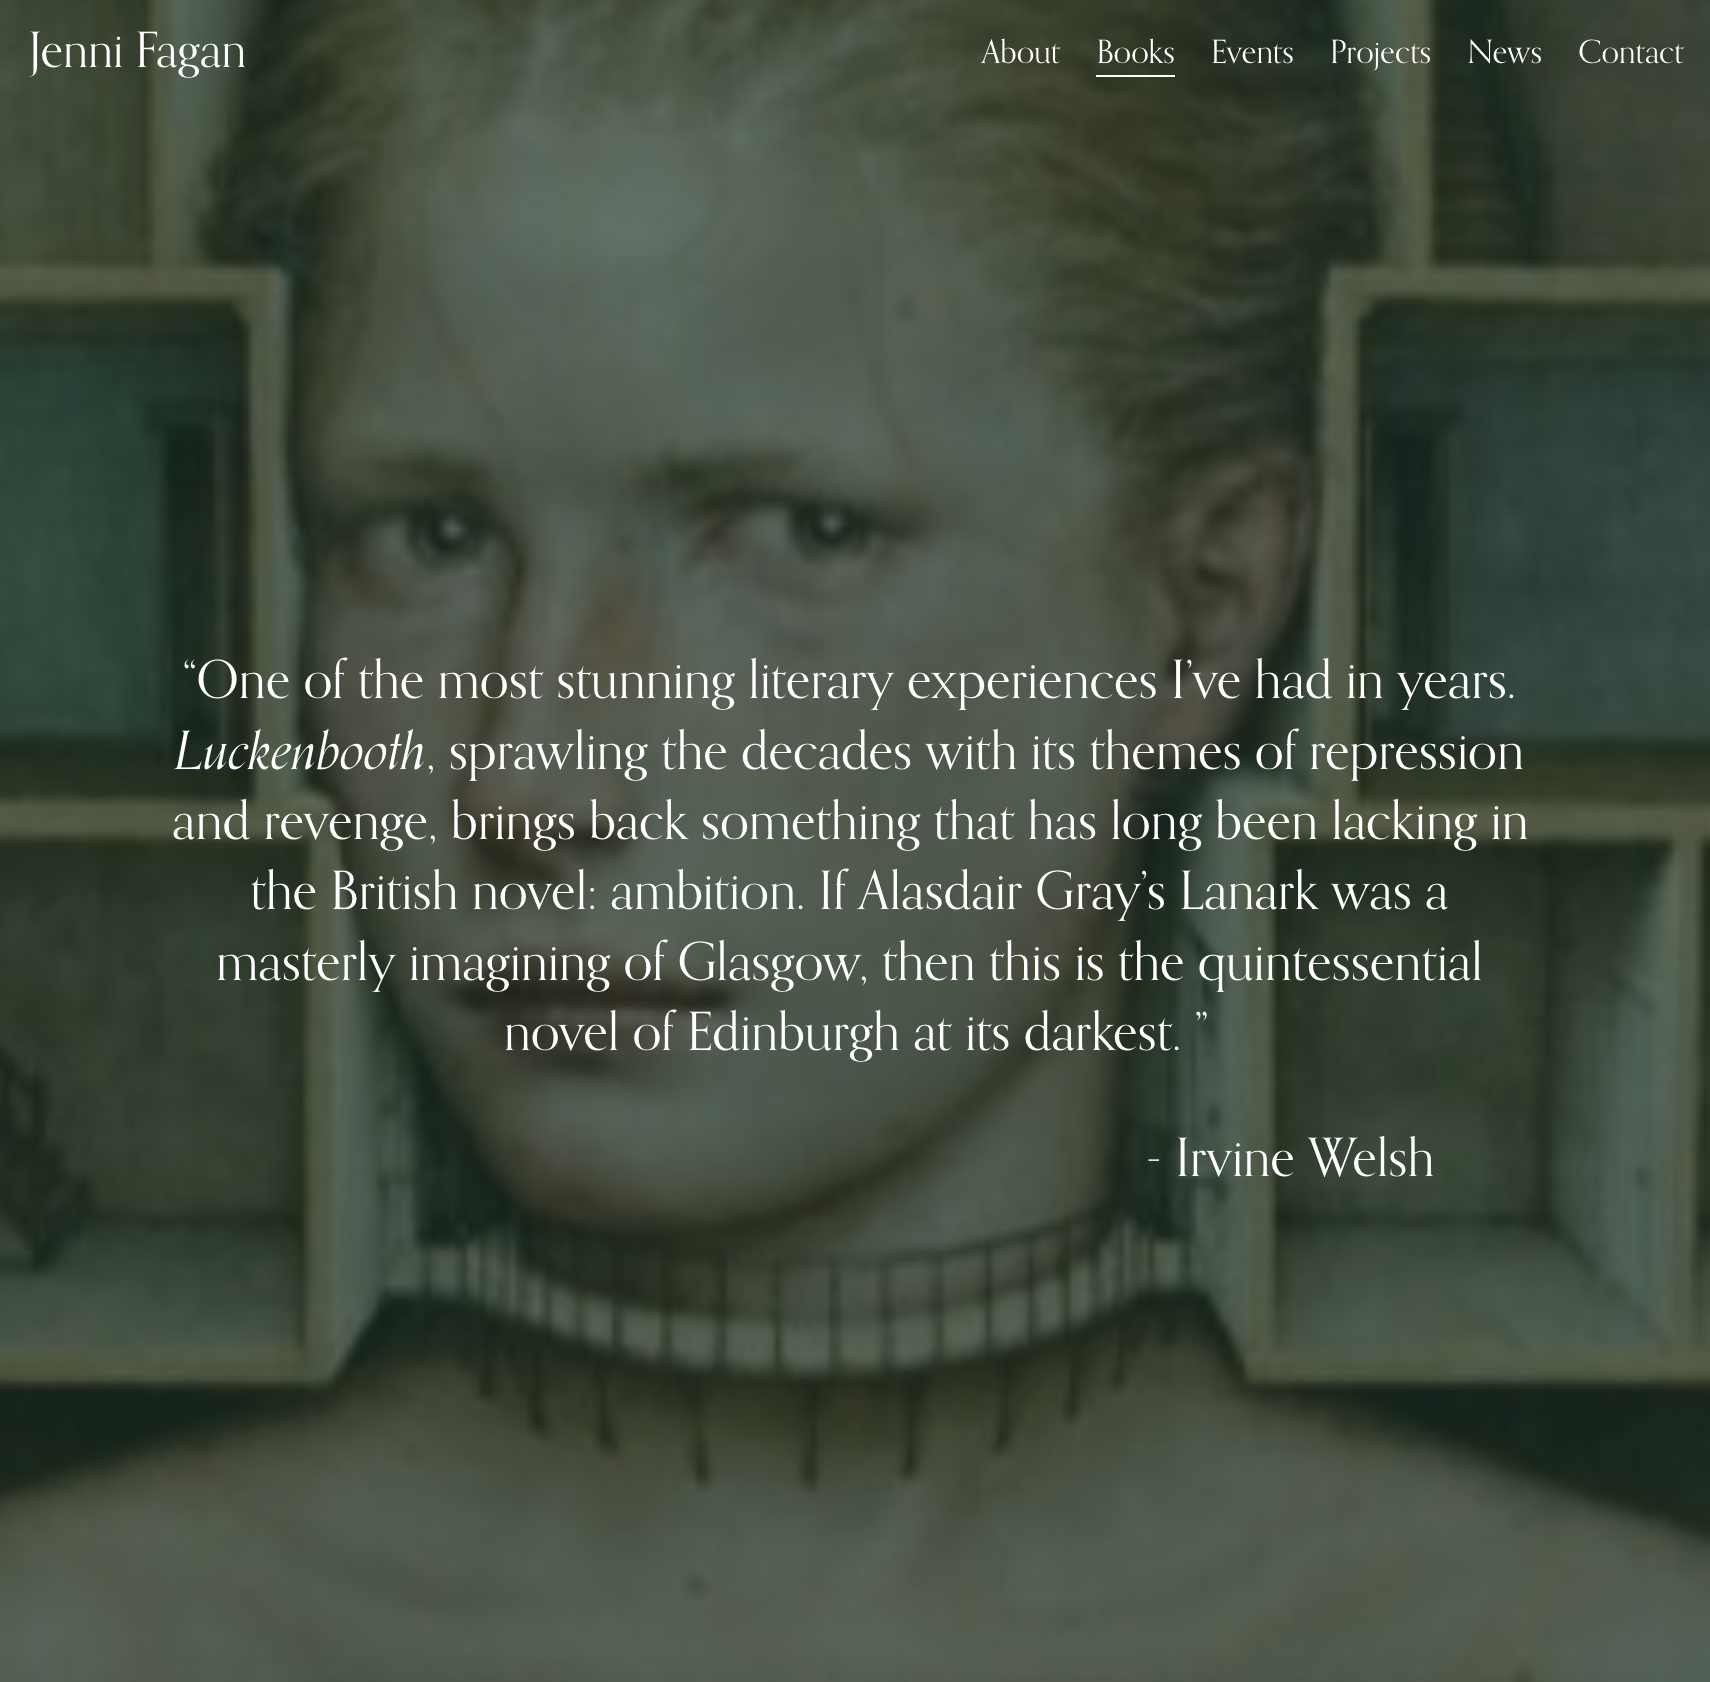 Jenni Fagan
About Books Events Projects News Contact
“One of the most stunning literary experiences I’ve had in years.
Luckenbooth, sprawling the decades with its themes of repression
and revenge, brings back something that has long been lacking in
the British novel: ambition. If Alasdair Gray’s Lanark was a
masterly imagining of Glasgow, then this is the quintessential
novel of Edinburgh at its darkest. ”
- Irvine Welsh